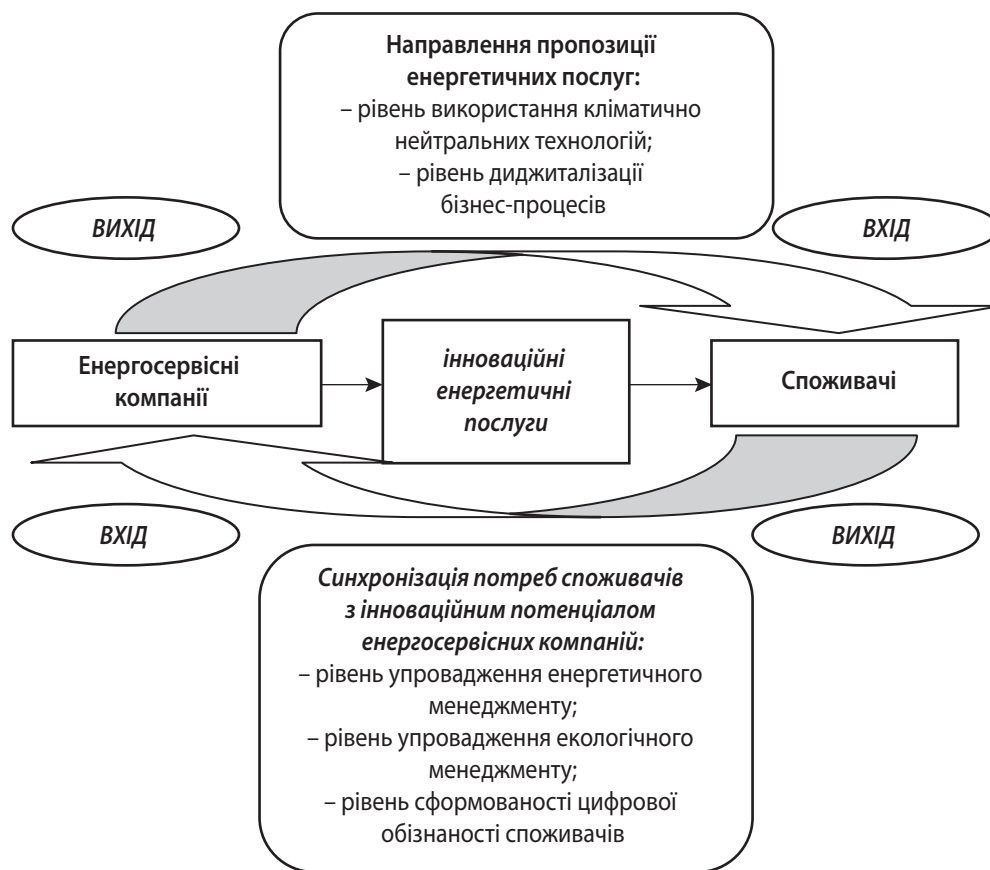 Направлення пропозиції
енергетичних послуг:
– рівень використання кліматично
нейтральних технологій;
– рівень диджиталізації
бізнес-процесів
ВИХІД
ВХІД
Енергосервісні
компанії
інноваційні
енергетичні
послуги
Споживачі
ВХІД
ВИХІД
Синхронізація потреб споживачів
з інноваційним потенціалом
енергосервісних компаній:
– рівень упровадження енергетичного
менеджменту;
– рівень упровадження екологічного
менеджменту;
– рівень сформованості цифрової
обізнаності споживачів